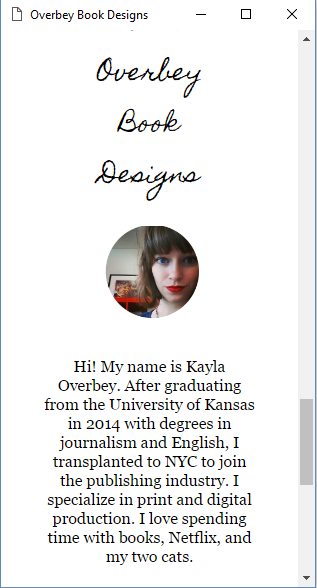 Overbey Book Designs
Overbey
Book
Designs
Hi! My name is Kayla
Overbey. After graduating
from the University of Kansas
in 2014 with degrees in
journalism and English, I
transplanted to NYC to join
the publishing industry. I
specialize in print and digital
production. I love spending
time with books, Netflix, and
my two cats.